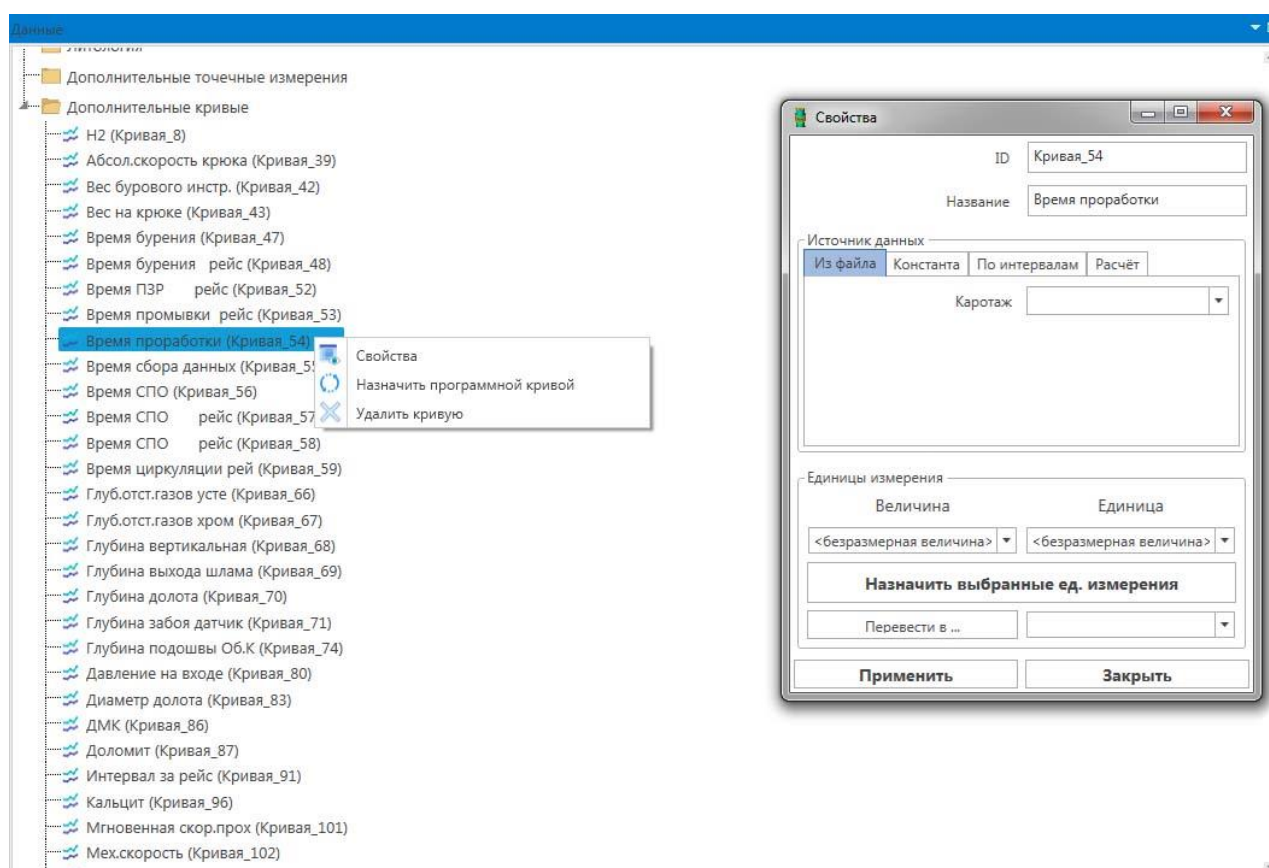 Данные
Литология
Дополнительные точечные измерения
Дополнительные кривые
H2 (Кривая_8)
Абсол.скорость крюка (Кривая_39)
Вес бурового инстр. (Кривая_42)
Вес на крюке (Кривая_43)
Время бурения (Кривая_47)
Время бурения рейс (Кривая_48)
Время ПЗР рейс (Кривая_52)
Время промывки рейс (Кривая_53)
Время проработки (Кривая_54)
Время сбора данных (Кривая_55
Время СПО (Кривая_56)
Время СПО рейс (Кривая_57
Время СПО рейс (Кривая_58)
Время циркуляции рей (Кривая_59)
Глуб.отст.газов усте (Кривая_66)
Глуб.отст.газов хром (Кривая_67)
Глубина вертикальная (Кривая_68)
Глубина выхода шлама (Кривая_69)
Глубина долота (Кривая_70)
Глубина забоя датчик (Кривая_71)
Глубина подошвы Об.К (Кривая_74)
Давление на входе (Кривая_80)
Диаметр долота (Кривая_83)
ДМК (Кривая_86)
Доломит (Кривая_87)
Интервал за рейс (Кривая_91)
Кальцит (Кривая_96)
Мгновенная скор.прох (Кривая_101)
Мех.скорость (Кривая_102)
Свойства
Назначить программной кривой
Удалить кривую
Свойства
ID Кривая_54
Название Время проработки
Источник данных
Из файла Константа По интервалам Расчёт
Каротаж
Единицы измерения
Величина Единица
<безразмерная величина> <безразмерная величина>
Назначить выбранные ед. измерения
Перевести в ...
Применить Закрыть